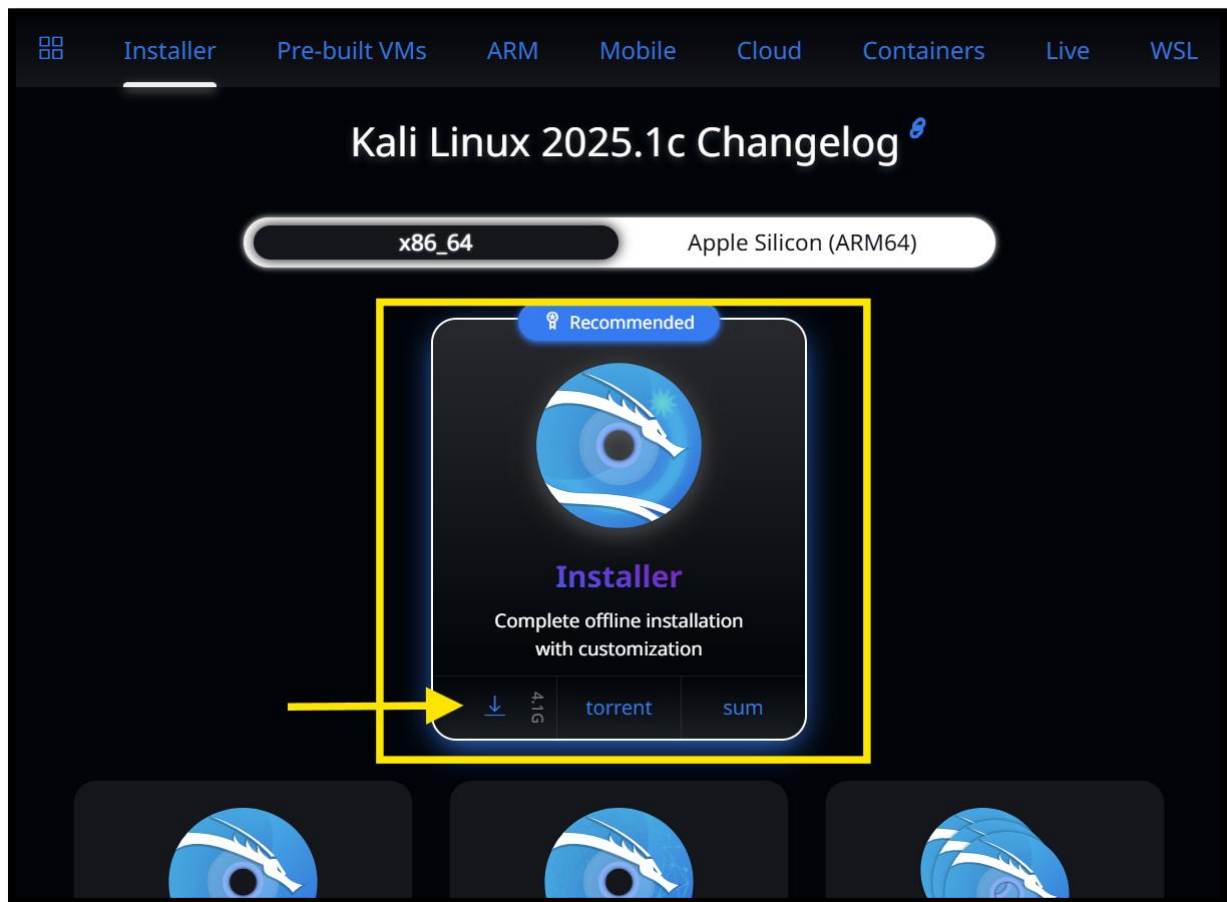 Installer Pre-built VMs ARM Mobile Cloud Containers Live WSL
Kali Linux 2025.1c Changelog
x86_64 Apple Silicon (ARM64)
Recommended
Installer
Complete offline installation
with customization
4.1G torrent sum